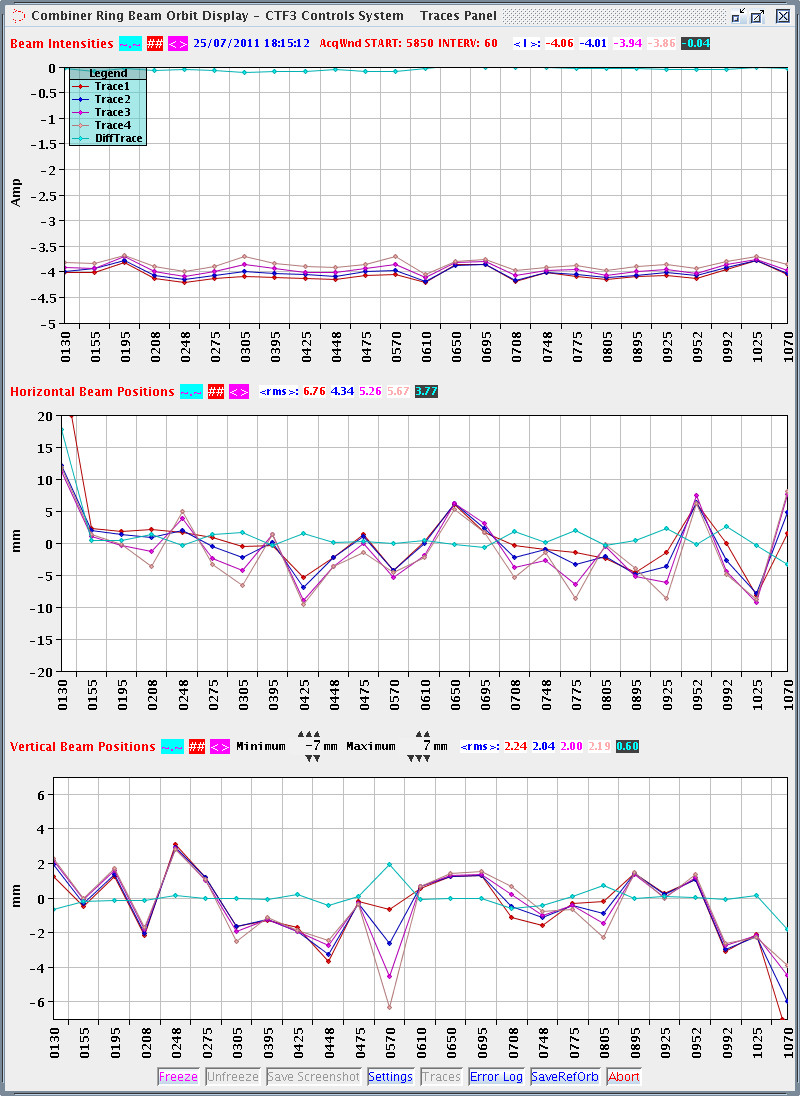 Combiner Ring Beam Orbit Display – CTF3 Controls System    Traces Panel
Beam Intensities ~.~ ## <> 25/07/2011 18:15:12 AcqWnd START: 5850 INTERV: 60 <I>: -4.06 -4.01 -3.94 -3.86 -0.04
Legend
Trace1
Trace2
Trace3
Trace4
DiffTrace
Amp
0
-0.5
-1
-1.5
-2
-2.5
-3
-3.5
-4
-4.5
-5
0130 0155 0195 0208 0248 0275 0305 0395 0425 0448 0475 0570 0610 0650 0695 0708 0748 0775 0805 0895 0925 0952 0992 1025 1070
Horizontal Beam Positions ~.~ ## <> <rms>: 6.76 4.34 5.26 5.67 3.77
mm
20
15
10
5
0
-5
-10
-15
-20
0130 0155 0195 0208 0248 0275 0305 0395 0425 0448 0475 0570 0610 0650 0695 0708 0748 0775 0805 0895 0925 0952 0992 1025 1070
Vertical Beam Positions ~.~ ## <> Minimum -7 mm Maximum 7 mm <rms>: 2.24 2.04 2.00 2.19 0.60
mm
6
4
2
0
-2
-4
-6
0130 0155 0195 0208 0248 0275 0305 0395 0425 0448 0475 0570 0610 0650 0695 0708 0748 0775 0805 0895 0925 0952 0992 1025 1070
Freeze Unfreeze Save Screenshot Settings Traces Error Log SaveRefOrb Abort